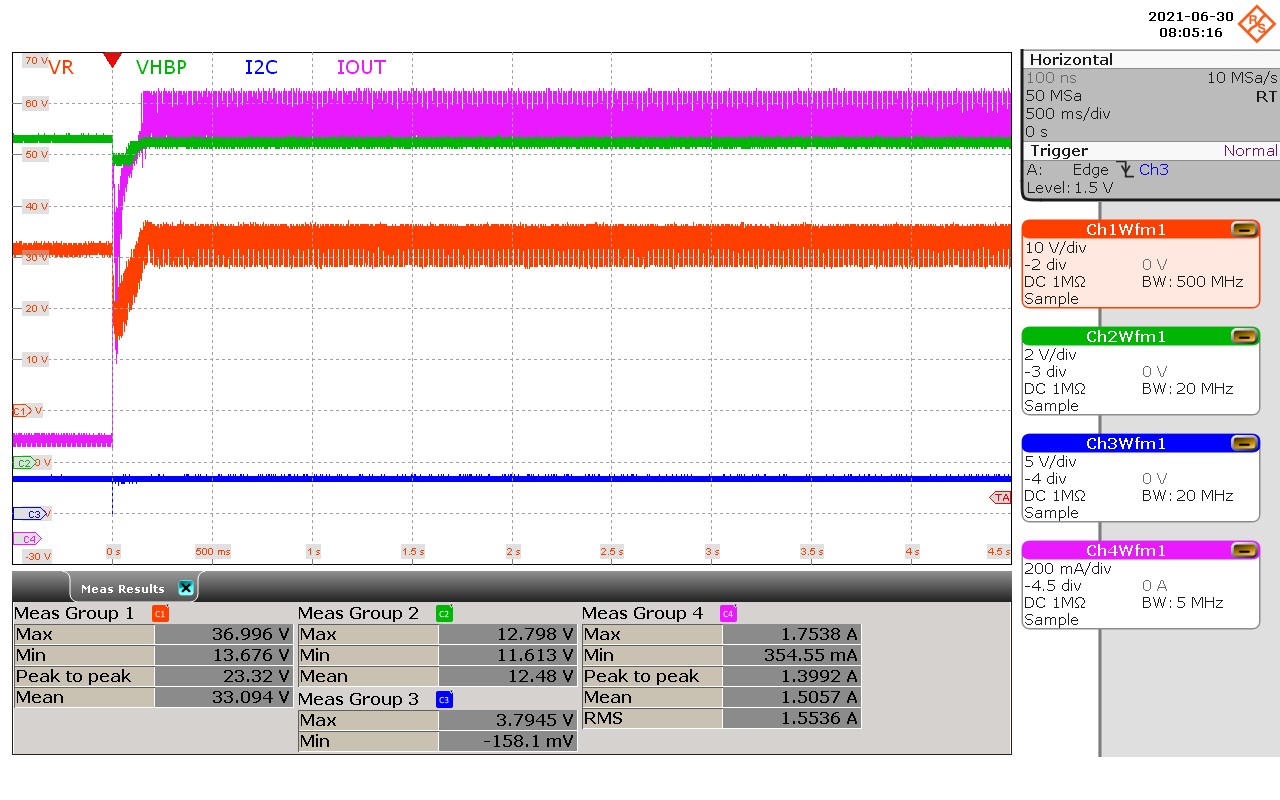 2021-06-30
08:05:16
R&S
70 V
VR
VHBP
I2C
IOUT
60 V
50 V
40 V
30 V
20 V
10 V
C1 V
C2 0 V
C3 V
TA
C4
-30 V
0 s
500 ms
1 s
1.5 s
2 s
2.5 s
3 s
3.5 s
4 s
4.5 s
Horizontal
100 ns 10 MSa/s
50 MSa RT
500 ms/div
0 s
Trigger Normal
A: Edge Ch3
Level: 1.5 V
Ch1Wfm1
10 V/div
-2 div 0 V
DC 1MΩ BW: 500 MHz
Sample
Ch2Wfm1
2 V/div
-3 div 0 V
DC 1MΩ BW: 20 MHz
Sample
Ch3Wfm1
5 V/div
-4 div 0 V
DC 1MΩ BW: 20 MHz
Sample
Ch4Wfm1
200 mA/div
-4.5 div 0 A
DC 1MΩ BW: 5 MHz
Sample
Meas Results
Meas Group 1 C1
Max 36.996 V
Min 13.676 V
Peak to peak 23.32 V
Mean 33.094 V
Meas Group 2 C2
Max 12.798 V
Min 11.613 V
Mean 12.48 V
Meas Group 3 C3
Max 3.7945 V
Min -158.1 mV
Meas Group 4 C4
Max 1.7538 A
Min 354.55 mA
Peak to peak 1.3992 A
Mean 1.5057 A
RMS 1.5536 A